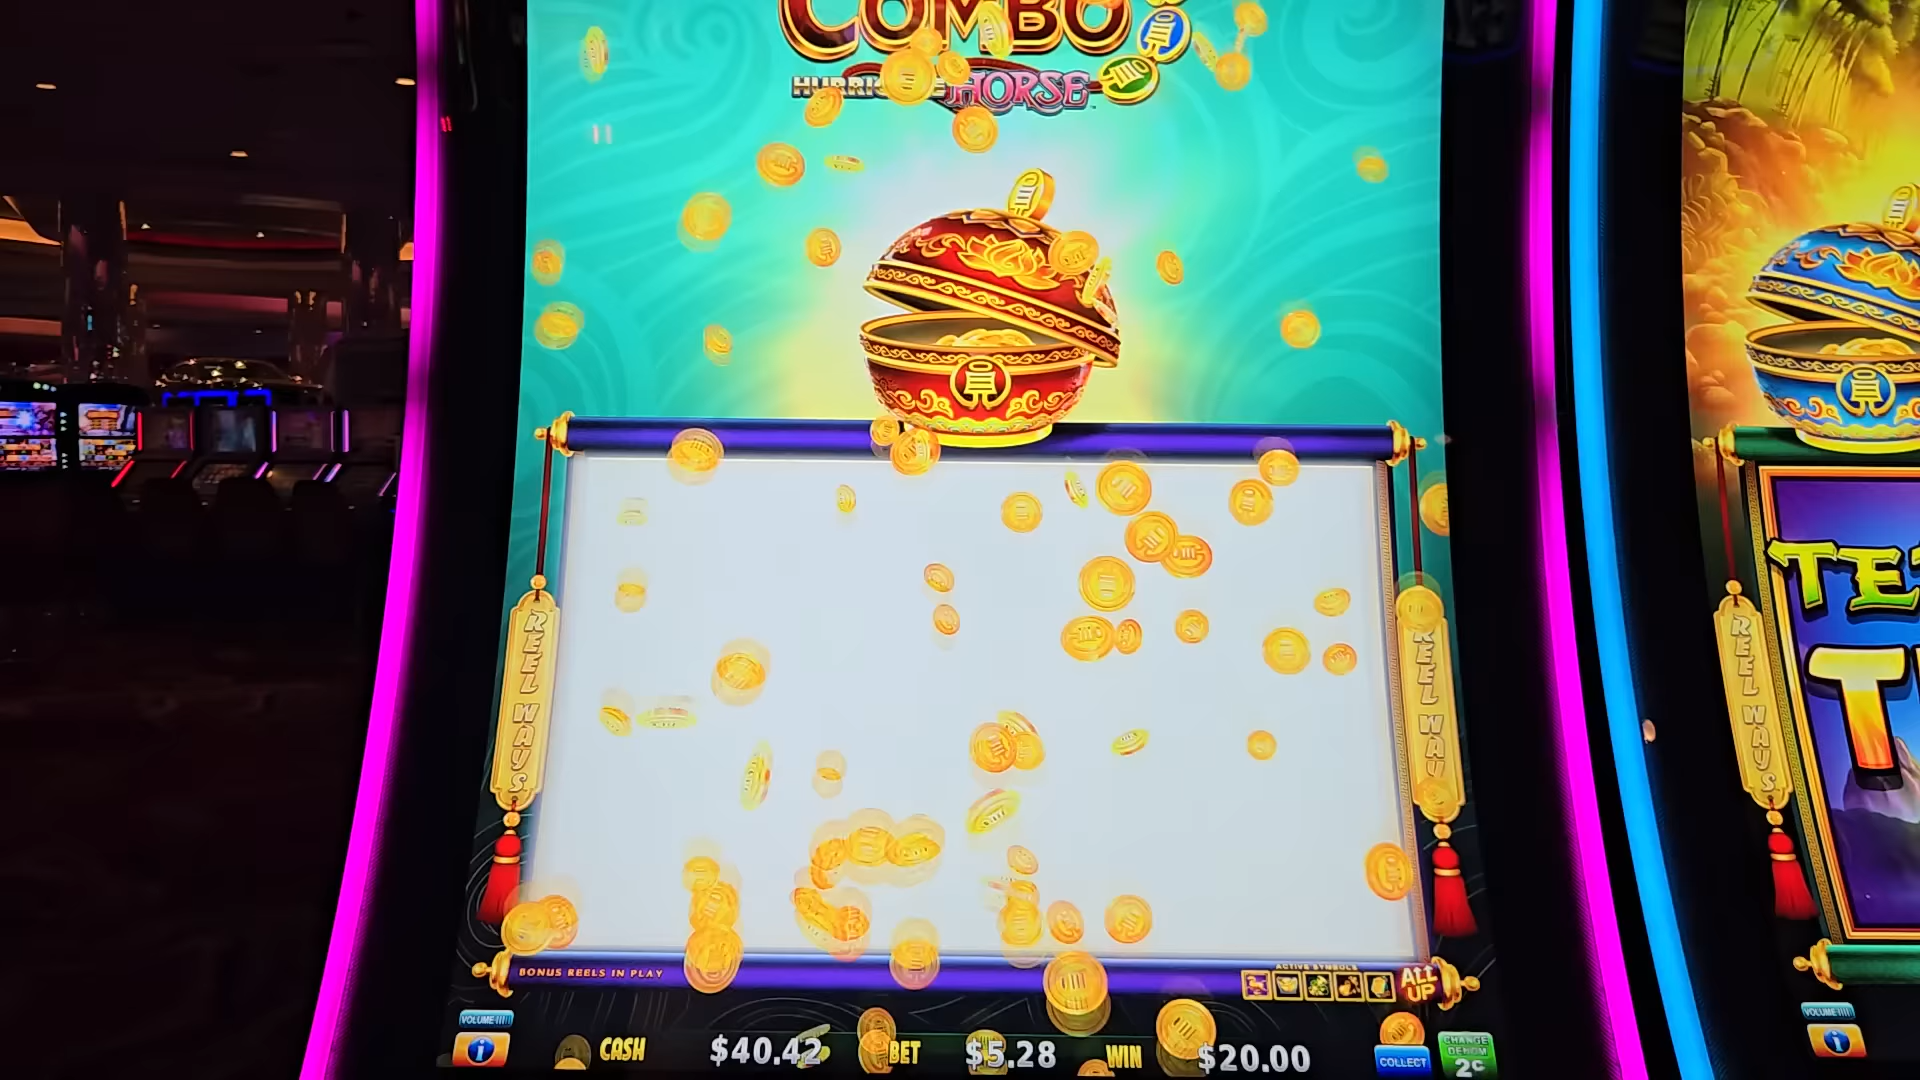 COMBO
HURRICANE HORSE
REEL WAYS
REEL WAYS
BONUS REELS IN PLAY
ACTIVE SYMBOLS
ALL UP
VOLUME
CASH $40.42 BET $5.28 WIN $20.00
COLLECT
CHANGE DENOM
2¢
REEL WAYS
VOLUME